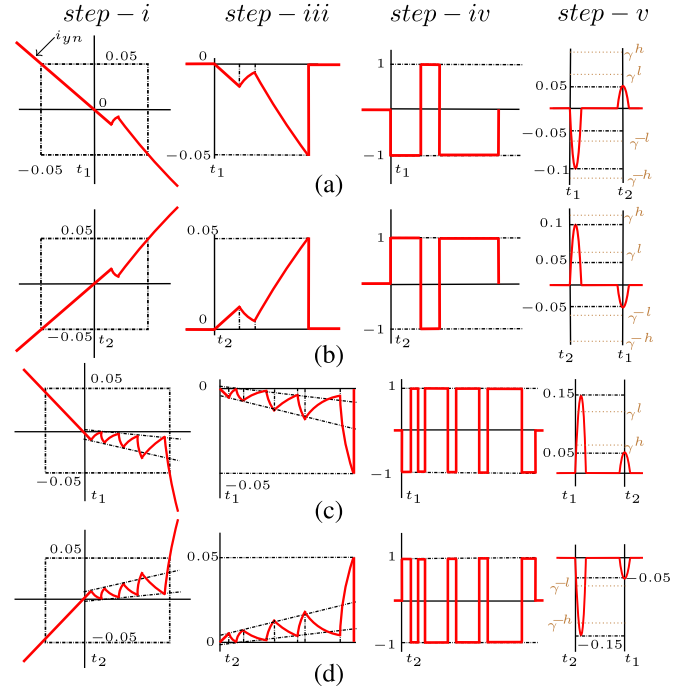 step-i step-iii step-iv step-v
i_yn
0.05 0 1 γ^h
γ^l
0.05
0
-0.05
γ^-l
-0.05 t_1 -0.05 -1 -0.1 γ^-h
t_1 t_1 t_1 t_2
(a)
0.05 0.05 1 0.1 γ^h
γ^l
0.05
0 -0.05 γ^-l
-0.05 -1 γ^-h
t_2 t_2 t_2 t_2 t_1
(b)
0.05 0 1 0.15
γ^l
γ^h
0.05
-0.05 -0.05 -1
t_1 t_1 t_1 t_1 t_2
(c)
0.05 0.05 1
-0.05
γ^-l
γ^-h
-0.05 0 -1 -0.15
t_2 t_2 t_2 t_2 t_1
(d)